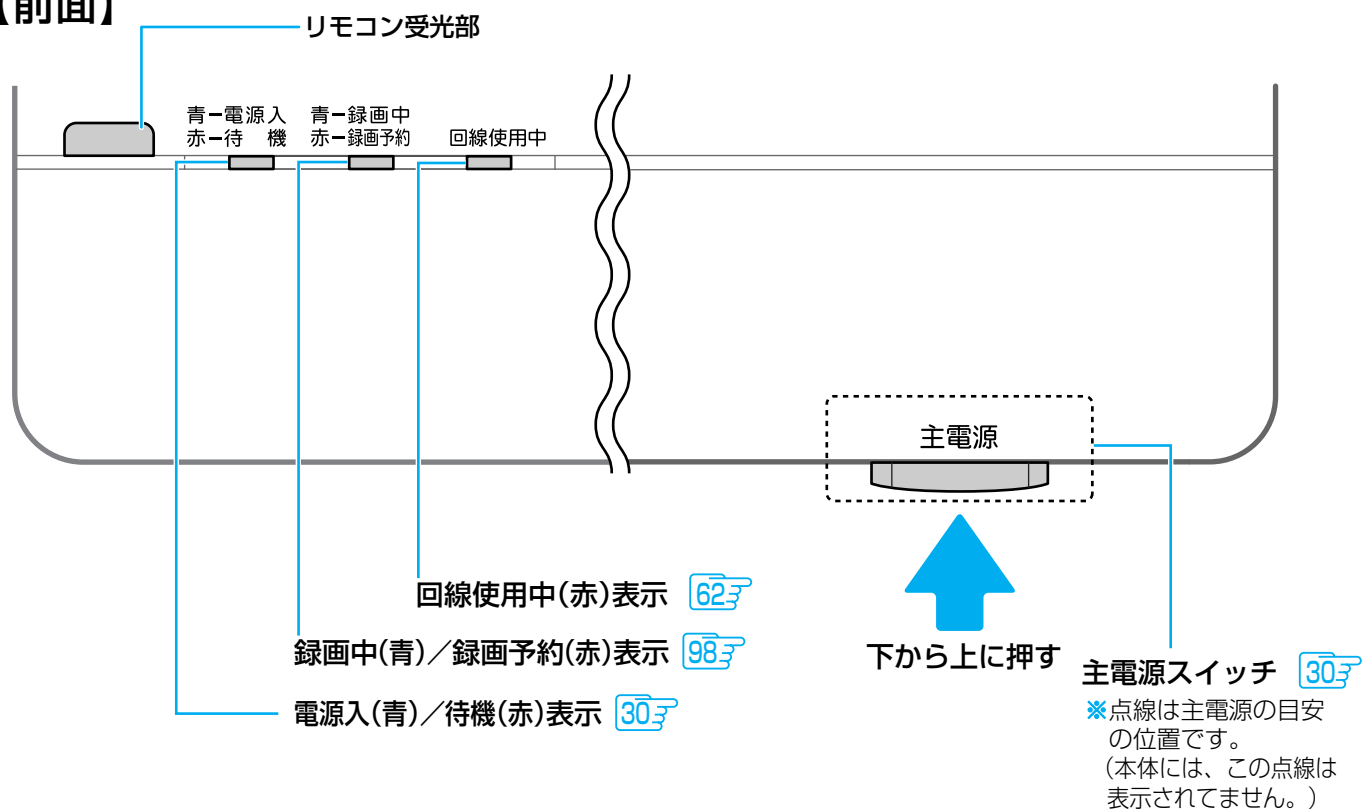 【前面】
リモコン受光部
青ー電源入
赤ー待 機
青ー録画中
赤ー録画予約
回線使用中
主電源
回線使用中(赤)表示 62
録画中(青)／録画予約(赤)表示 98
電源入(青)／待機(赤)表示 30
下から上に押す
主電源スイッチ 30
※点線は主電源の目安
の位置です。
(本体には、この点線は
表示されてません。)